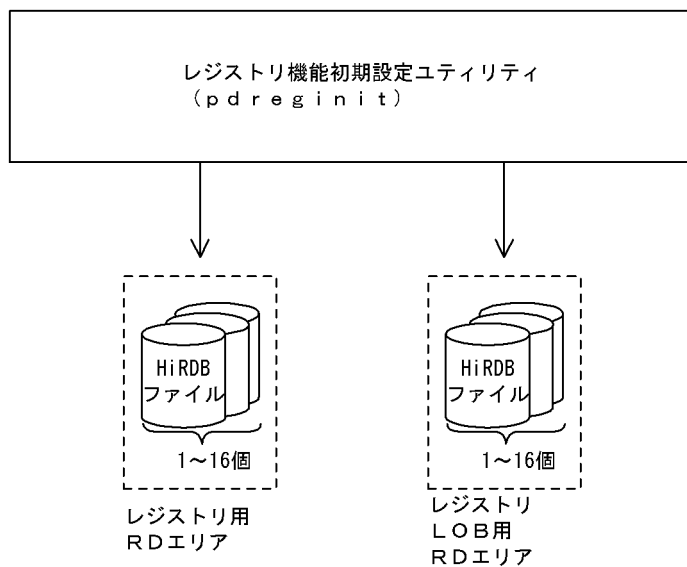 レジストリ機能初期設定ユティリティ
(pdreginit)
HiRDB
ファイル
1~16個
レジストリ用
RDエリア
HiRDB
ファイル
1~16個
レジストリ
LOB用
RDエリア